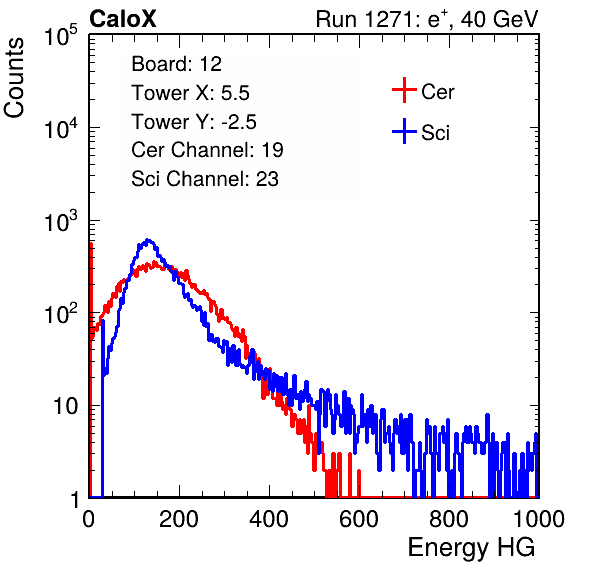 CaloX Run 1271: e⁺, 40 GeV
Counts
Board: 12
Tower X: 5.5
Tower Y: -2.5
Cer Channel: 19
Sci Channel: 23
Cer
Sci
10⁵
10⁴
10³
10²
10
1
0 200 400 600 800 1000
Energy HG